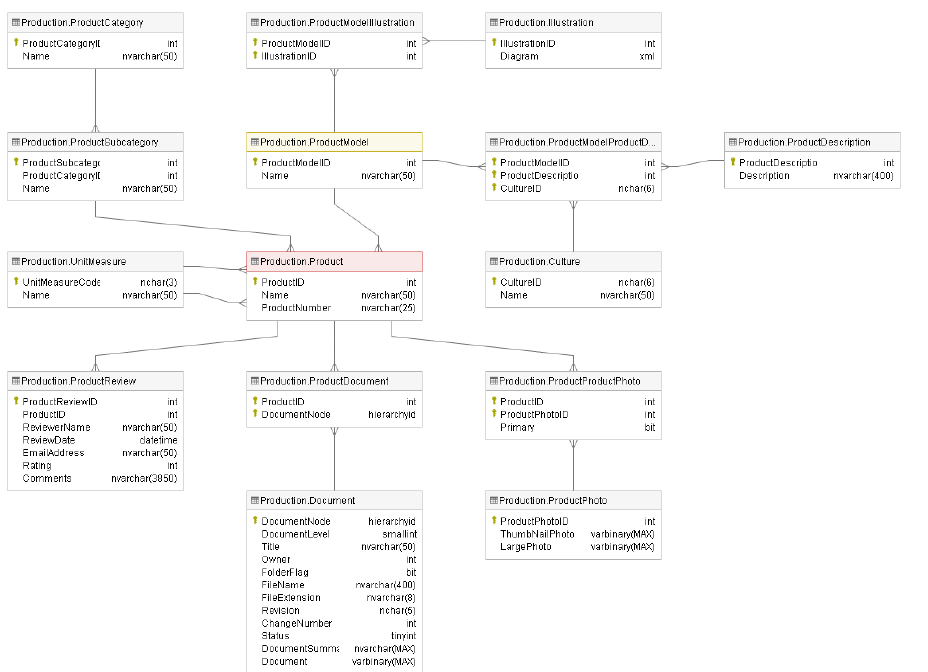 Production.ProductCategory
ProductCategoryI int
Name nvarchar(50)
Production.ProductModelIllustration
ProductModelID int
IllustrationID int
Production.Illustration
IllustrationID int
Diagram xml
Production.ProductSubcategory
ProductSubcateg int
ProductCategoryI int
Name nvarchar(50)
Production.ProductModel
ProductModelID int
Name nvarchar(50)
Production.ProductModelProductD...
ProductModelID int
ProductDescriptio int
CultureID nchar(6)
Production.ProductDescription
ProductDescriptio int
Description nvarchar(400)
Production.UnitMeasure
UnitMeasureCode nchar(3)
Name nvarchar(50)
Production.Product
ProductID int
Name nvarchar(50)
ProductNumber nvarchar(25)
Production.Culture
CultureID nchar(6)
Name nvarchar(50)
Production.ProductReview
ProductReviewID int
ProductID int
ReviewerName nvarchar(50)
ReviewDate datetime
EmailAddress nvarchar(50)
Rating int
Comments nvarchar(3850)
Production.ProductDocument
ProductID int
DocumentNode hierarchyid
Production.ProductProductPhoto
ProductID int
ProductPhotoID int
Primary bit
Production.Document
DocumentNode hierarchyid
DocumentLevel smallint
Title nvarchar(50)
Owner int
FolderFlag bit
FileName nvarchar(400)
FileExtension nvarchar(8)
Revision nchar(5)
ChangeNumber int
Status tinyint
DocumentSumma nvarchar(MAX)
Document varbinary(MAX)
Production.ProductPhoto
ProductPhotoID int
ThumbNailPhoto varbinary(MAX)
LargePhoto varbinary(MAX)